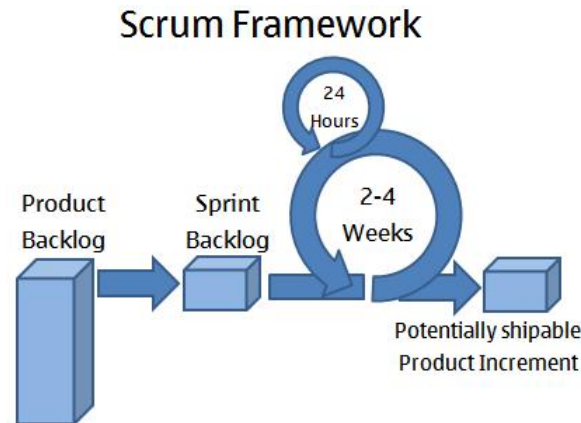 Scrum Framework
24
Hours
2-4
Weeks
Product
Backlog
Sprint
Backlog
Potentially shipable
Product Increment